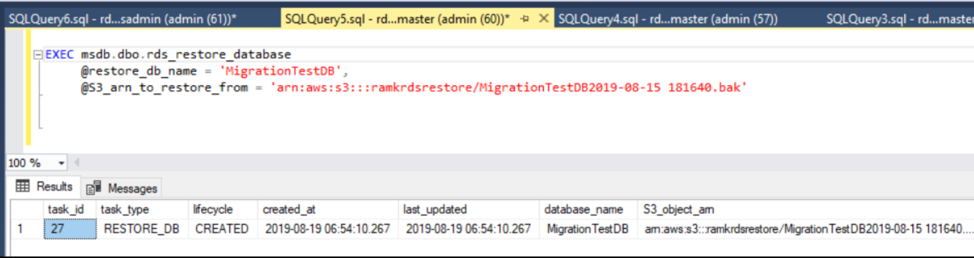 SQLQuery6.sql - rd...sadmin (admin (61))* SQLQuery5.sql - rd...master (admin (60))* SQLQuery4.sql - rd...master (admin (57)) SQLQuery3.sql - rd...mast
EXEC msdb.dbo.rds_restore_database
@restore_db_name = 'MigrationTestDB',
@S3_arn_to_restore_from = 'arn:aws:s3:::ramkrdsrestore/MigrationTestDB2019-08-15 181640.bak'
100 %
Results Messages
task_id task_type lifecycle created_at last_updated database_name S3_object_arn
1 27 RESTORE_DB CREATED 2019-08-19 06:54:10.267 2019-08-19 06:54:10.267 MigrationTestDB arn:aws:s3:::ramkrdsrestore/MigrationTestDB2019-08-15 181640....